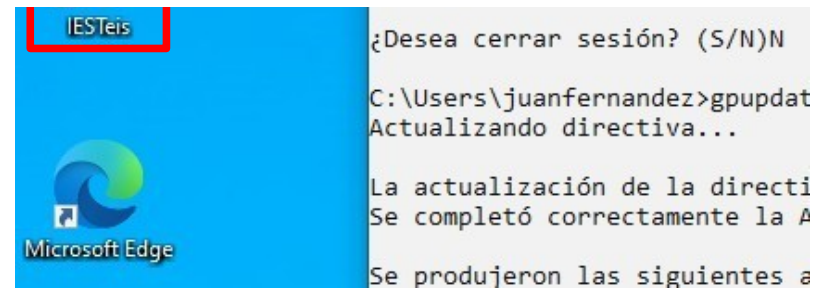 IESTeis
Microsoft Edge
¿Desea cerrar sesión? (S/N)N
C:\Users\juanfernandez>gpupdat
Actualizando directiva...
La actualización de la directi
Se completó correctamente la A
Se produjeron las siguientes a